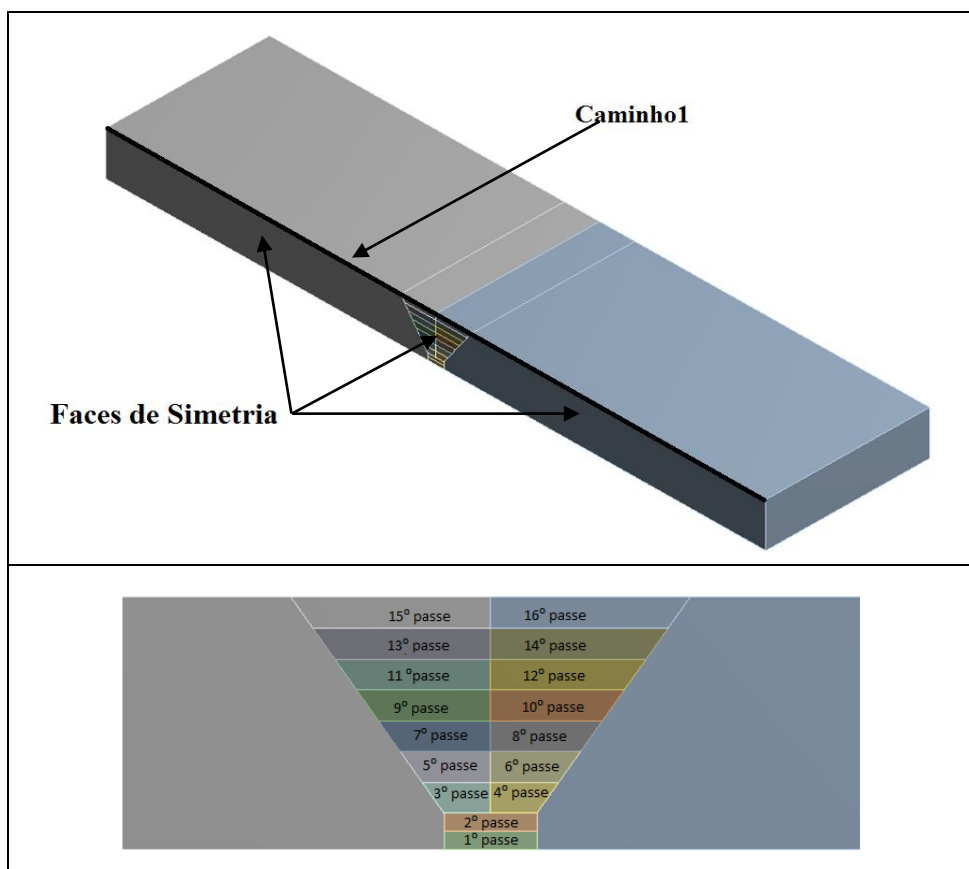 Caminho1
Faces de Simetria
15º passe 16º passe
13º passe 14º passe
11 ºpasse 12º passe
9º passe 10º passe
7º passe 8º passe
5º passe 6º passe
3º passe 4º passe
2º passe
1º passe